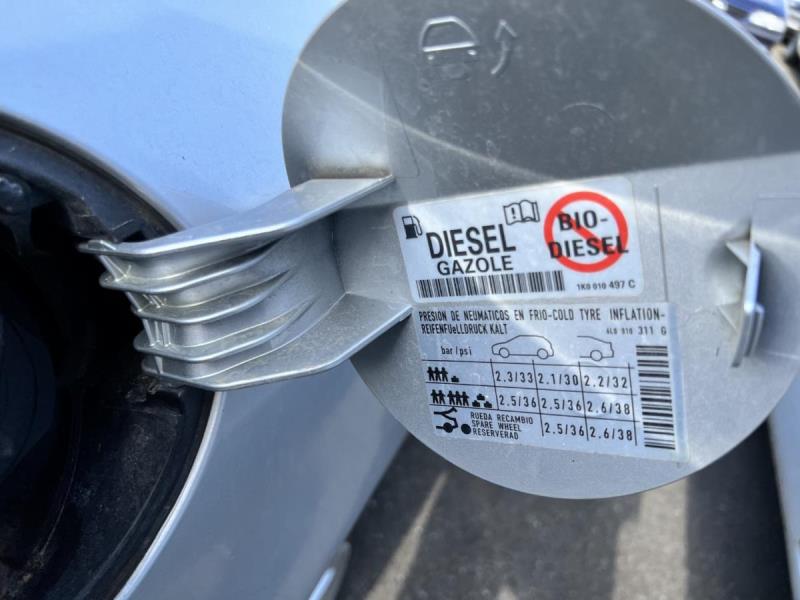 DIESEL
GAZOLE
BIO-
DIESEL
1K0 010 497 C
PRESION DE NEUMATICOS EN FRIO-COLD TYRE INFLATION-
REIFENFÜeLLDRUCK KALT
6L0 010 311 G
bar/psi
2.3/33 2.1/30 2.2/32
2.5/36 2.5/36 2.6/38
RUEDA RECAMBIO
SPARE WHEEL
RESERVERAD
2.5/36 2.6/38